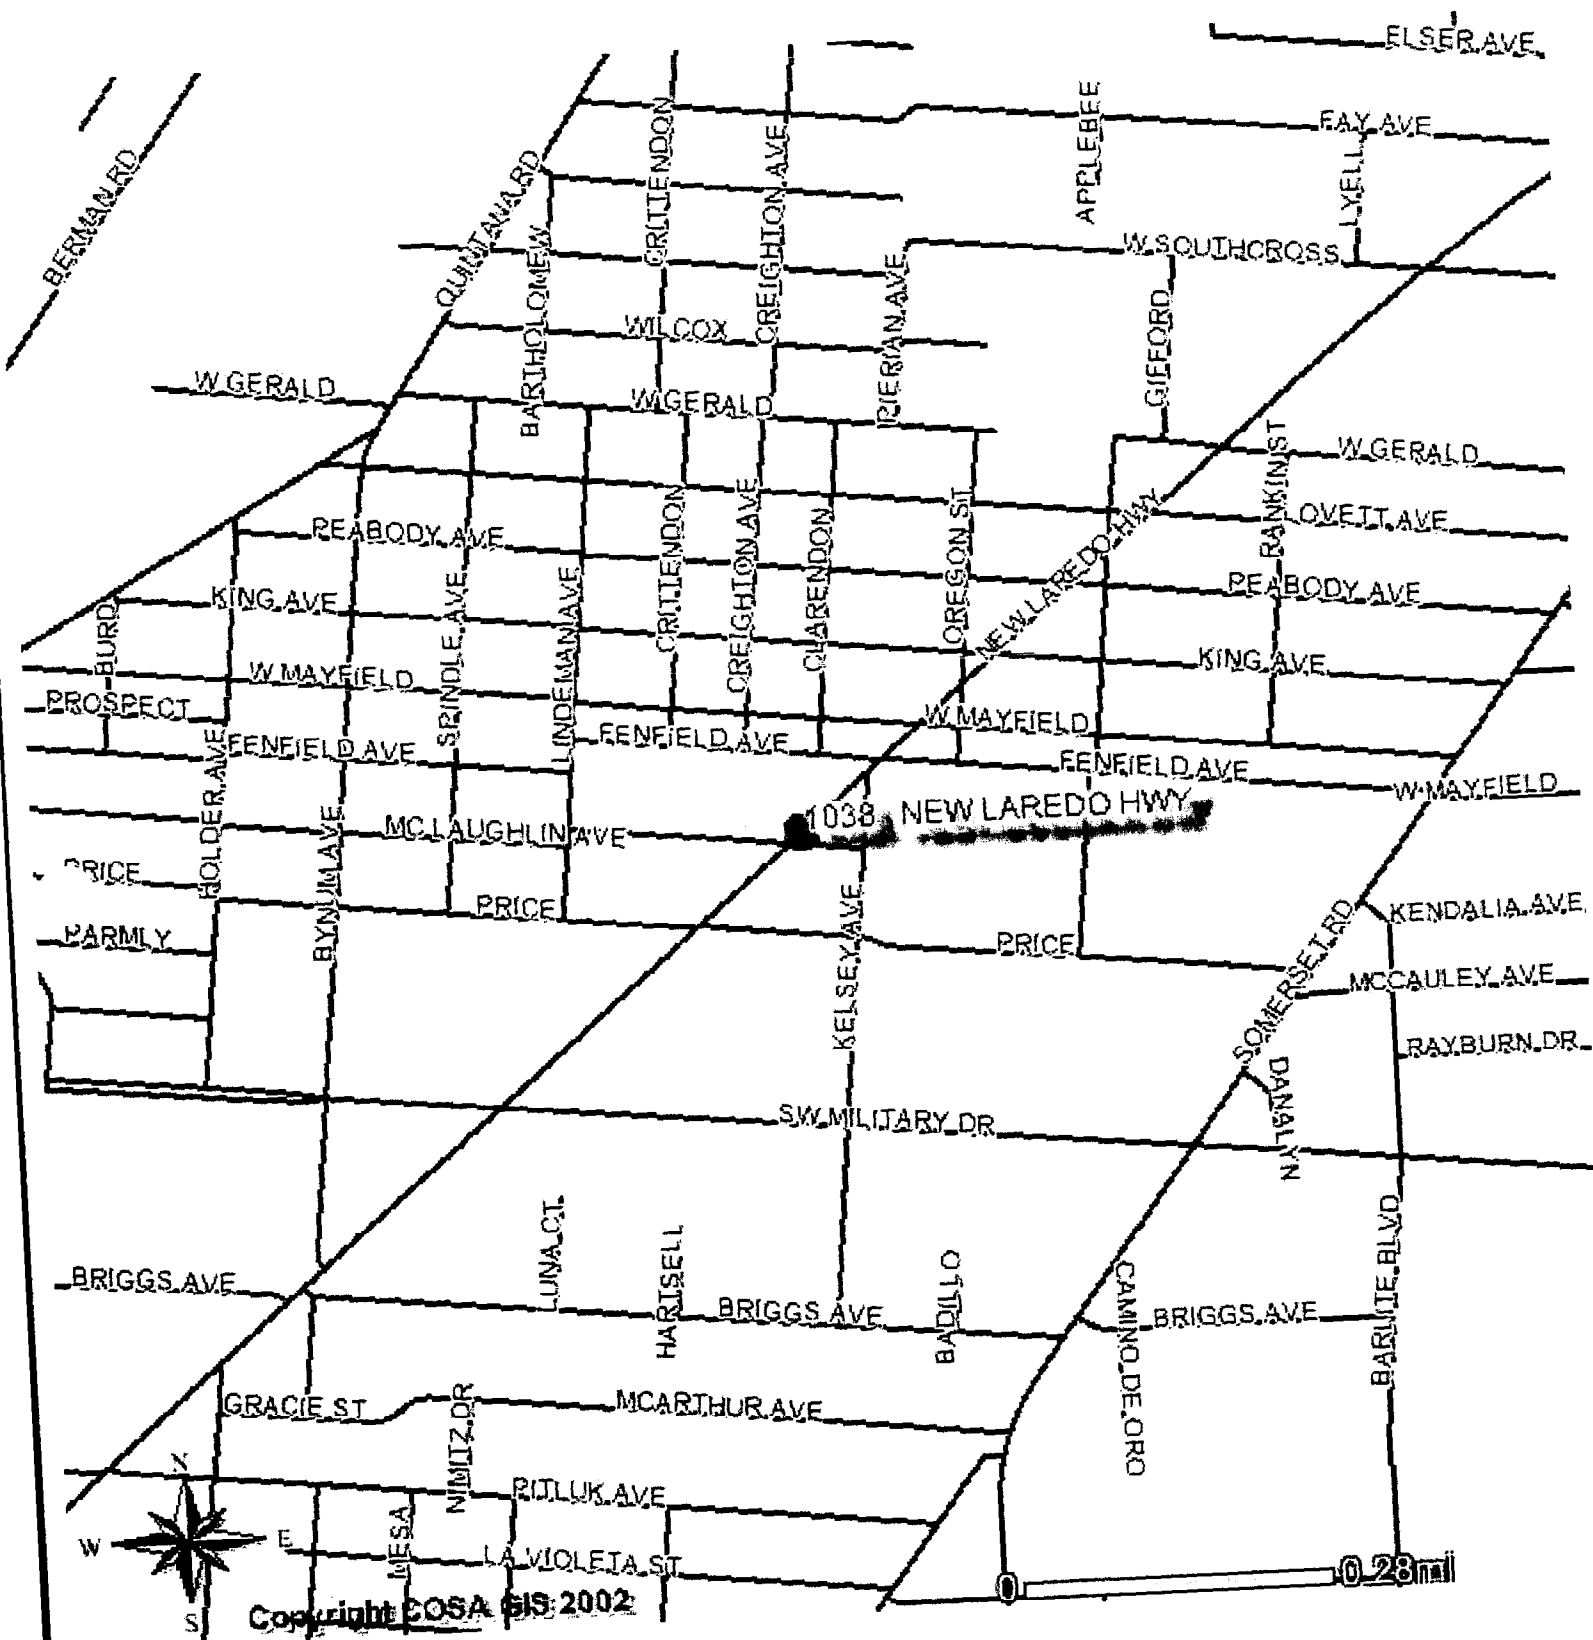 ELSER AVE
FAY AVE
APPLEBEE
LYELL
BERMAN RD
QUINTANA RD
BARTHOLOMEW
CRITTENDON
CREIGHTON AVE
W SOUTHCROSS
PIERIAN AVE
WILCOX
GIFFORD
W GERALD
W GERALD
W GERALD
RANKIN ST
LOVETT AVE
PEABODY AVE
PEABODY AVE
NEW LAREDO HWY
OREGON ST
CLARENDON
CREIGHTON AVE
CRITTENDON
LINDEMANN AVE
SPINDLE AVE
KING AVE
KING AVE
BURD
W MAYFIELD
W MAYFIELD
W MAYFIELD
PROSPECT
FENFIELD AVE
FENFIELD AVE
FENFIELD AVE
HOLDER AVE
BYNUM AVE
MC LAUGHLIN AVE
1038 NEW LAREDO HWY
PRICE
PRICE
PRICE
PARMLY
KELSEY AVE
SOMERSET RD
KENDALIA AVE
MCCAULEY AVE
RAYBURN DR
DANALYN
SW MILITARY DR
LUNA CT
HARTSELL
BADILLO
BRIGGS AVE
BRIGGS AVE
BRIGGS AVE
CAMINO DE ORO
BARLITE BLVD
GRACIE ST
MCARTHUR AVE
NIMITZ DR
PITLUK AVE
MESA
LA VIOLETA ST
N
W
E
S
0
0.28mi
Copyright COSA GIS 2002